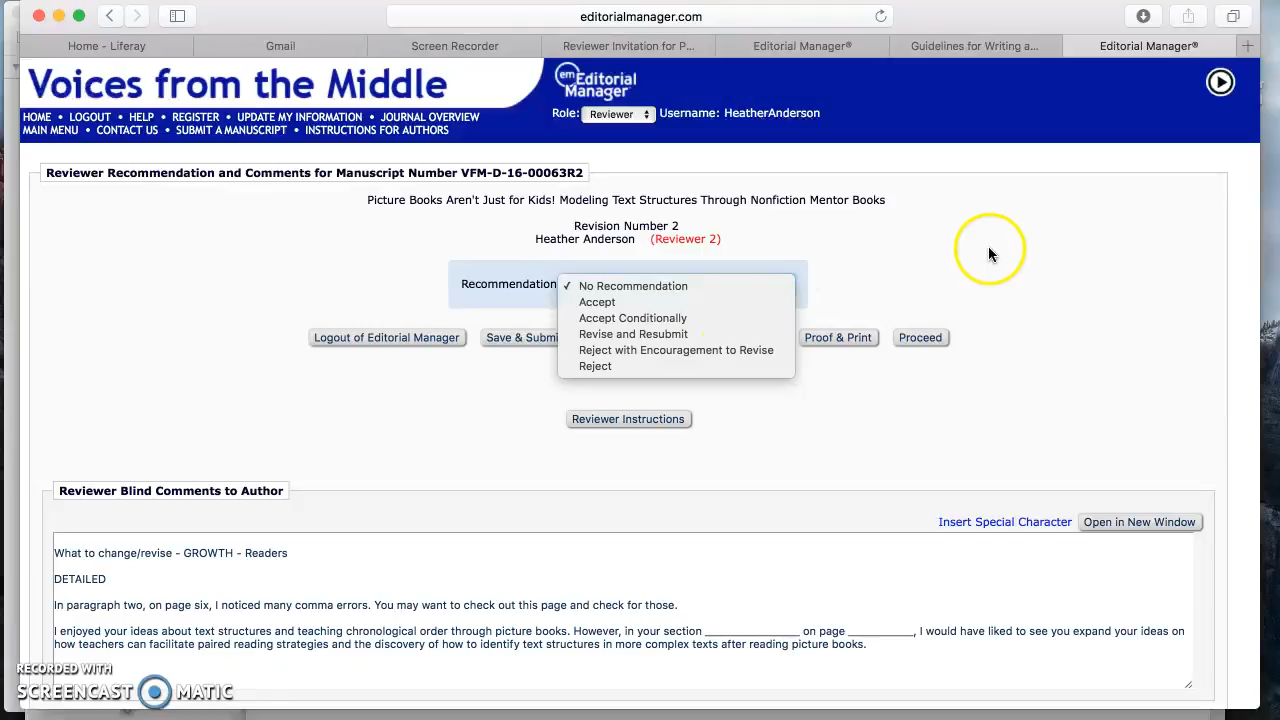 editorialmanager.com
Home - Liferay
Gmail
Screen Recorder
Reviewer Invitation for P...
Editorial Manager®
Guidelines for Writing a...
Editorial Manager®
Voices from the Middle
em Editorial Manager
HOME • LOGOUT • HELP • REGISTER • UPDATE MY INFORMATION • JOURNAL OVERVIEW
MAIN MENU • CONTACT US • SUBMIT A MANUSCRIPT • INSTRUCTIONS FOR AUTHORS
Role: Reviewer Username: HeatherAnderson
Reviewer Recommendation and Comments for Manuscript Number VFM-D-16-00063R2
Picture Books Aren't Just for Kids! Modeling Text Structures Through Nonfiction Mentor Books
Revision Number 2
Heather Anderson (Reviewer 2)
Recommendation
✓ No Recommendation
Accept
Accept Conditionally
Revise and Resubmit
Reject with Encouragement to Revise
Reject
Logout of Editorial Manager
Save & Submi
Proof & Print
Proceed
Reviewer Instructions
Reviewer Blind Comments to Author
Insert Special Character
Open in New Window
What to change/revise - GROWTH - Readers
DETAILED
In paragraph two, on page six, I noticed many comma errors. You may want to check out this page and check for those.
I enjoyed your ideas about text structures and teaching chronological order through picture books. However, in your section _______________ on page __________, I would have liked to see you expand your ideas on
how teachers can facilitate paired reading strategies and the discovery of how to identify text structures in more complex texts after reading picture books.
RECORDED WITH
SCREENCAST MATIC